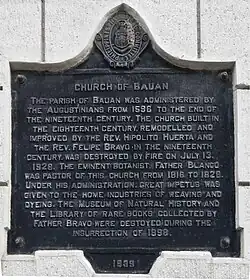 CHURCH OF BAUAN
THE PARISH OF BAUAN WAS ADMINISTERED BY
THE AUGUSTINIANS FROM 1596 TO THE END OF
THE NINETEENTH CENTURY. THE CHURCH BUILT IN
THE EIGHTEENTH CENTURY, REMODELLED AND
IMPROVED BY THE REV. HIPOLITO HUERTA AND
THE REV. FELIPE BRAVO IN THE NINETEENTH
CENTURY, WAS DESTROYED BY FIRE ON JULY 13,
1928. THE EMINENT BOTANIST, FATHER BLANCO,
WAS PASTOR OF THIS CHURCH FROM 1818 TO 1828.
UNDER HIS ADMINISTRATION, GREAT IMPETUS WAS
GIVEN TO THE HOME INDUSTRIES OF WEAVING AND
DYEING. THE MUSEUM OF NATURAL HISTORY AND
THE LIBRARY OF RARE BOOKS COLLECTED BY
FATHER BRAVO WERE DESTOYED DURING THE
INSURRECTION OF 1898.